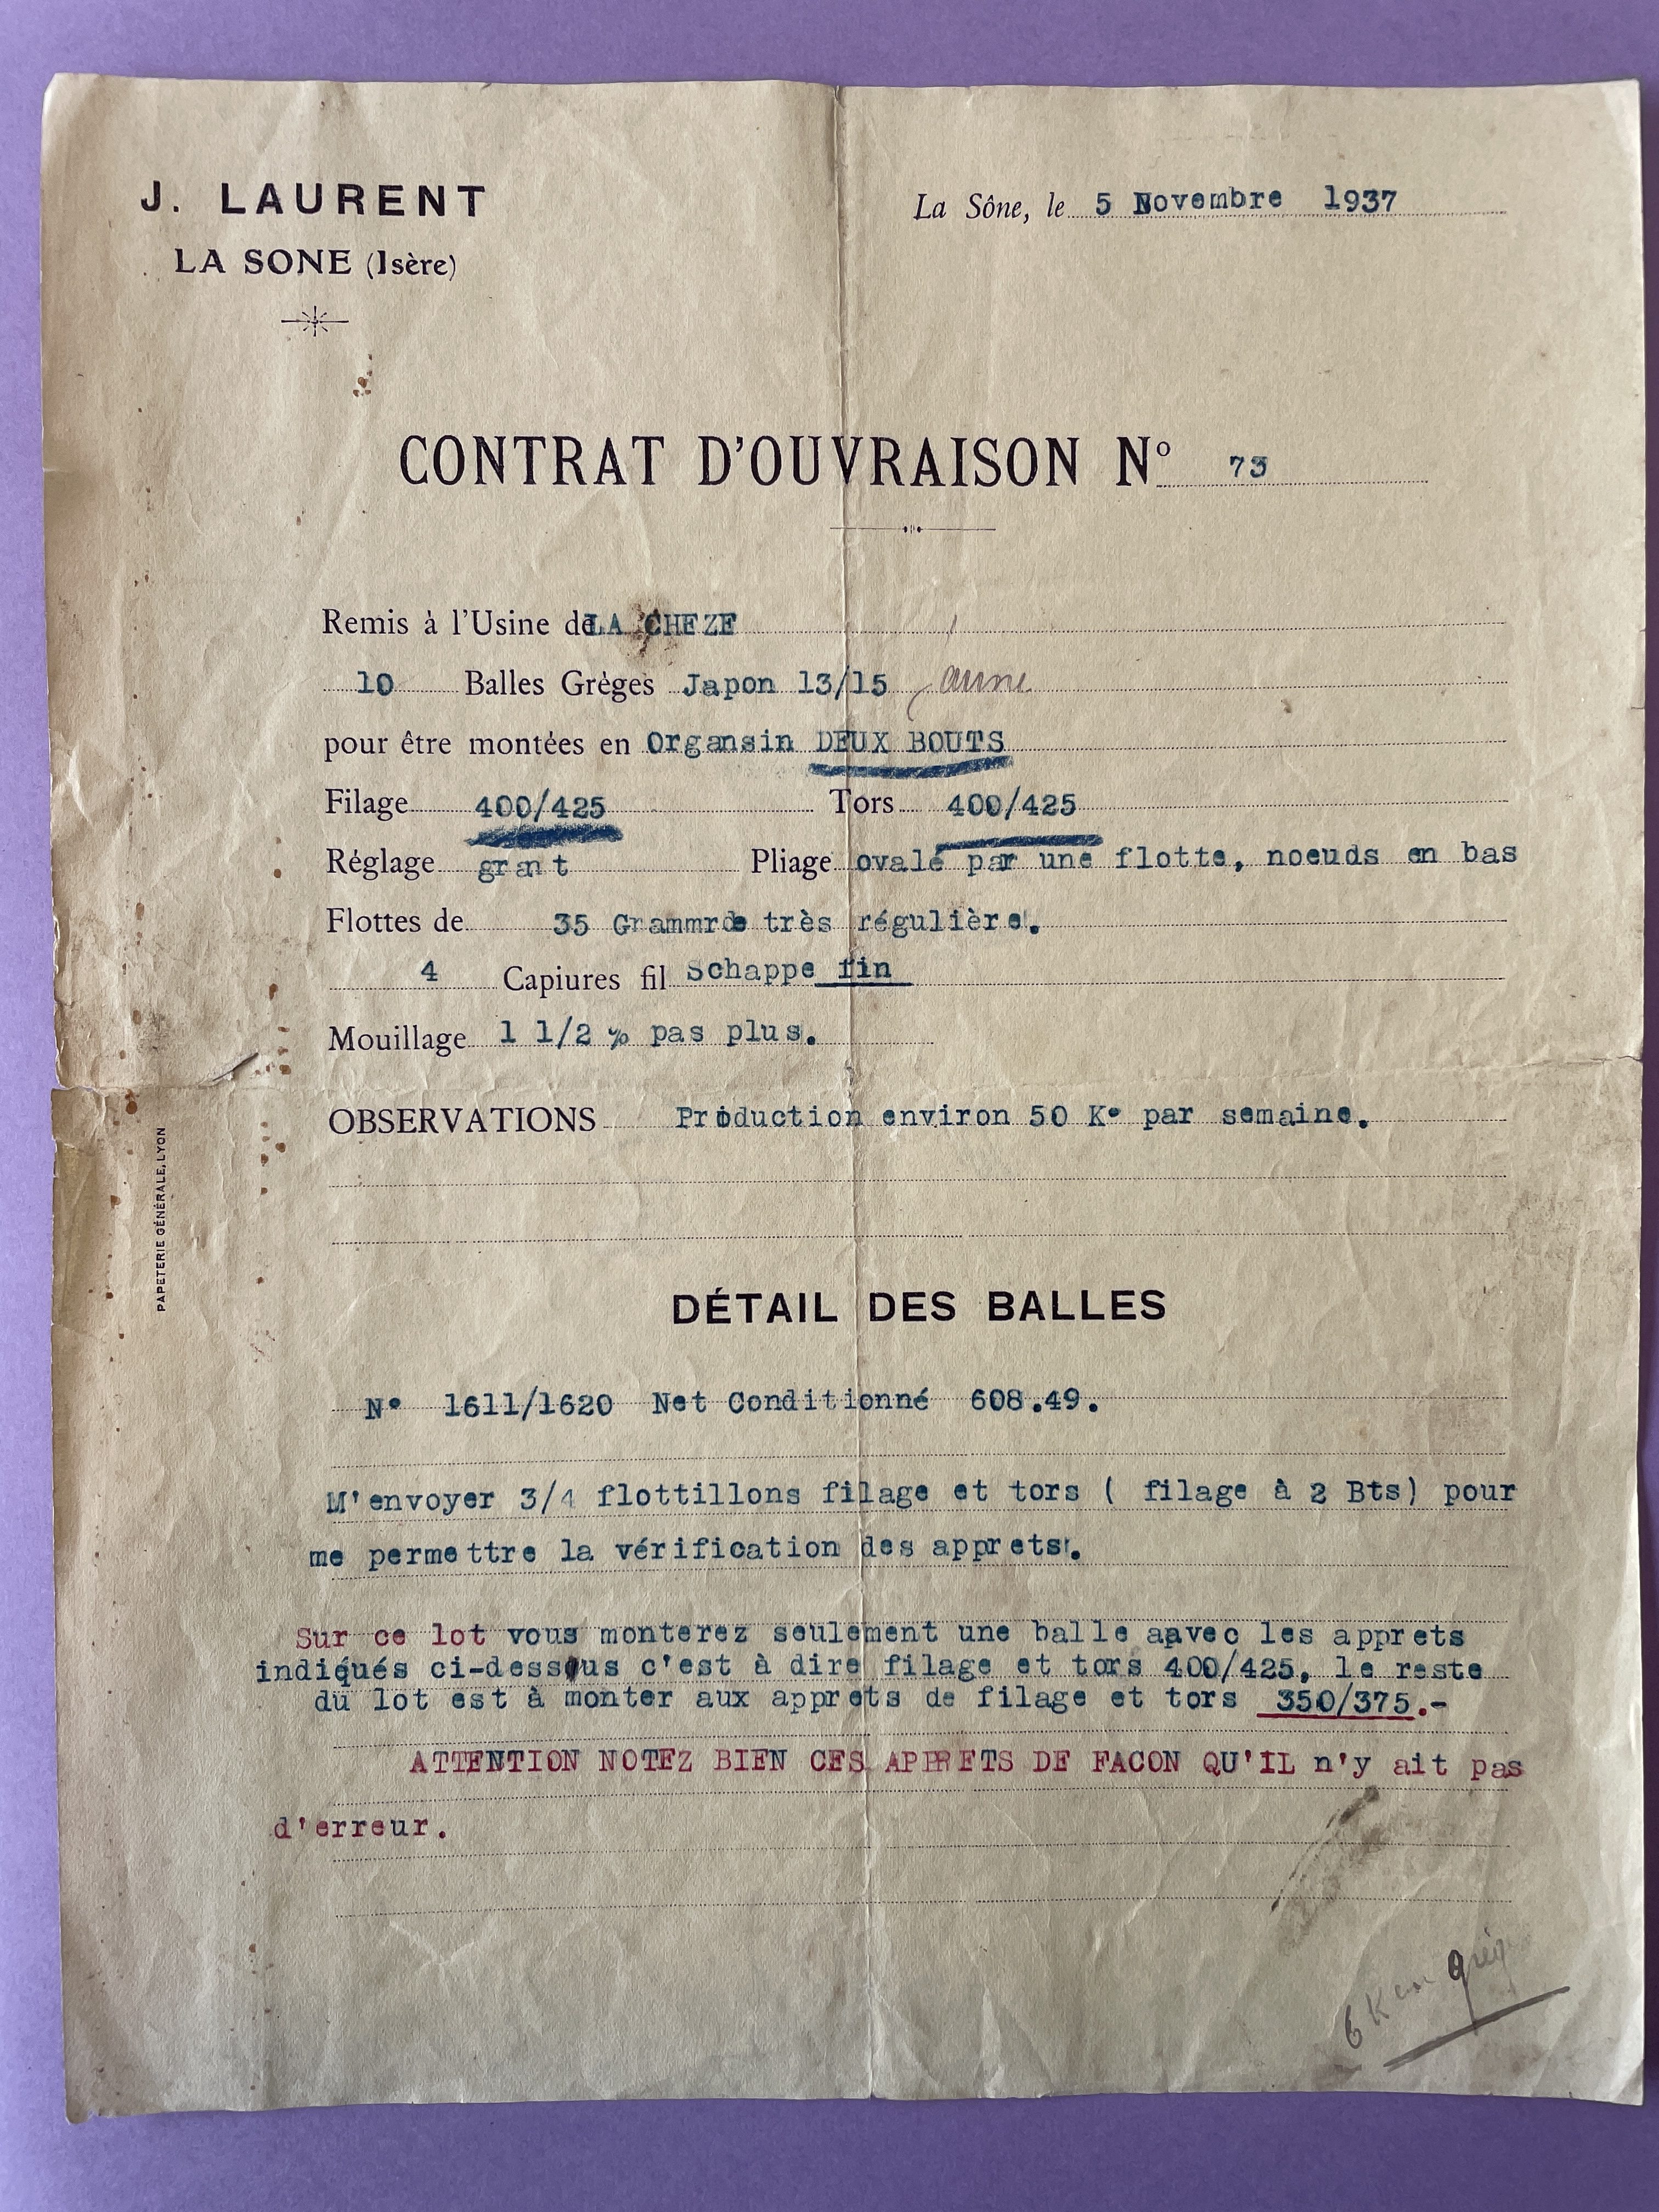 J. LAURENT
LA SONE (Isère)
La Sône, le 5 Novembre 1937
CONTRAT D'OUVRAISON Nº 73
Remis à l'Usine de LA CHEZE
10 Balles Grèges Japon 13/15 jaune
pour être montées en Organsin DEUX BOUTS
Filage 400/425 Tors 400/425
Réglage grant Pliage ovale par une flotte, noeuds en bas
Flottes de 35 Grammrde très régulière.
4 Capiures fil Schappe fin
Mouillage 1 1/2 % pas plus.
OBSERVATIONS Production environ 50 K° par semaine.
PAPETERIE GÉNÉRALE, LYON
DÉTAIL DES BALLES
N° 1611/1620 Net Conditionné 608.49.
M'envoyer 3/4 flottillons filage et tors ( filage à 2 Bts) pour
me permettre la vérification des apprets.
Sur ce lot vous monterez seulement une balle aavec les apprets
indiqués ci-dessous c'est à dire filage et tors 400/425, le reste
du lot est à monter aux apprets de filage et tors 350/375.-
ATTENTION NOTEZ BIEN CES APPRETS DE FACON QU'IL n'y ait pas
d'erreur.
6 K